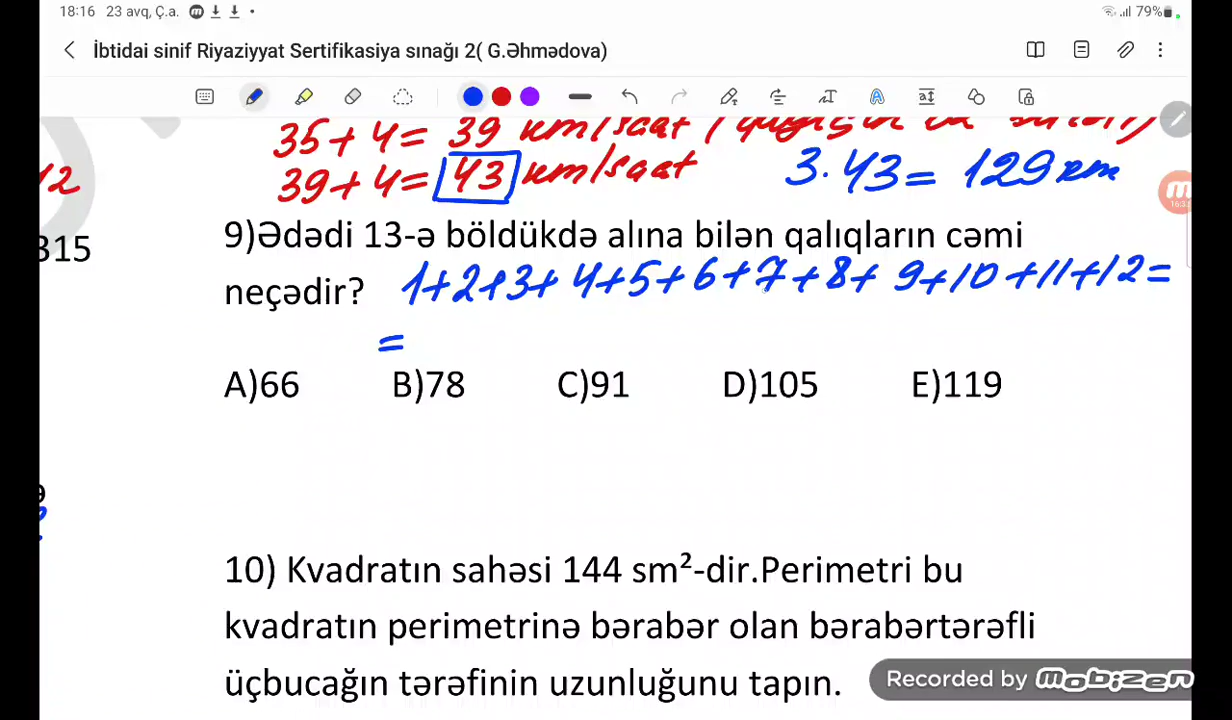 18:16 23 avq, Ç.a. 79%
İbtidai sinif Riyaziyyat Sertifikasiya sınağı 2( G.Əhmədova)
35+4= 39 km/saat
39+4= 43 km/saat 3·43= 129 km
12
315
9)Ədədi 13-ə böldükdə alına bilən qalıqların cəmi
neçədir? 1+2+3+4+5+6+7+8+9+10+11+12=
=
A)66 B)78 C)91 D)105 E)119
10) Kvadratın sahəsi 144 sm²-dir.Perimetri bu
kvadratın perimetrinə bərabər olan bərabərtərəfli
üçbucağın tərəfinin uzunluğunu tapın.
Recorded by mobizen